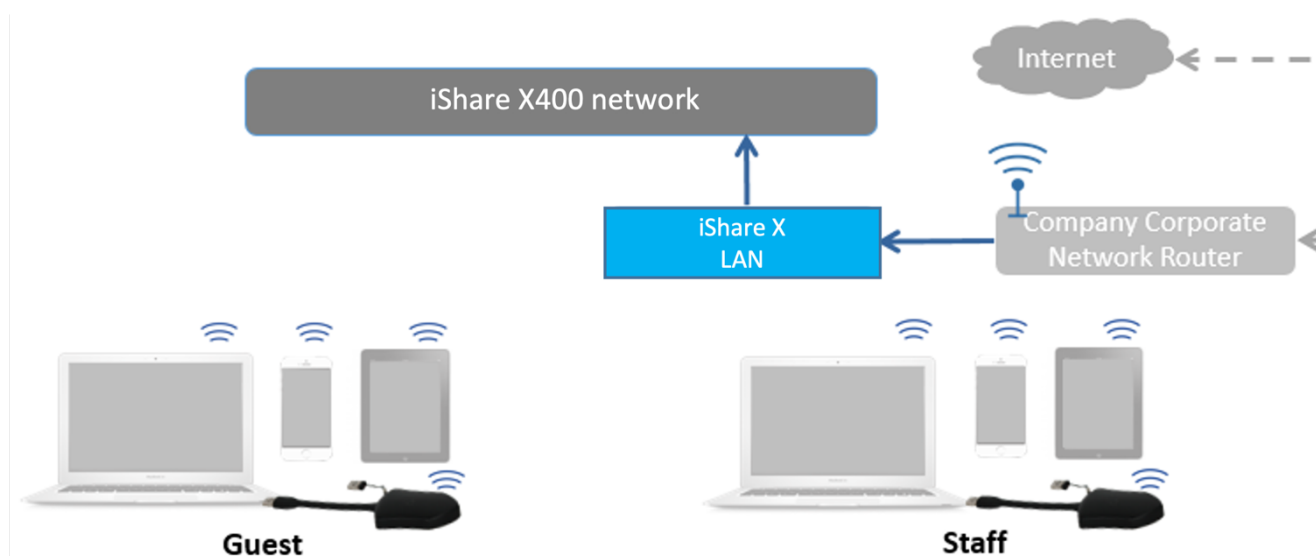 Internet
iShare X400 network
iShare X
LAN
Company Corporate
Network Router
Guest
Staff